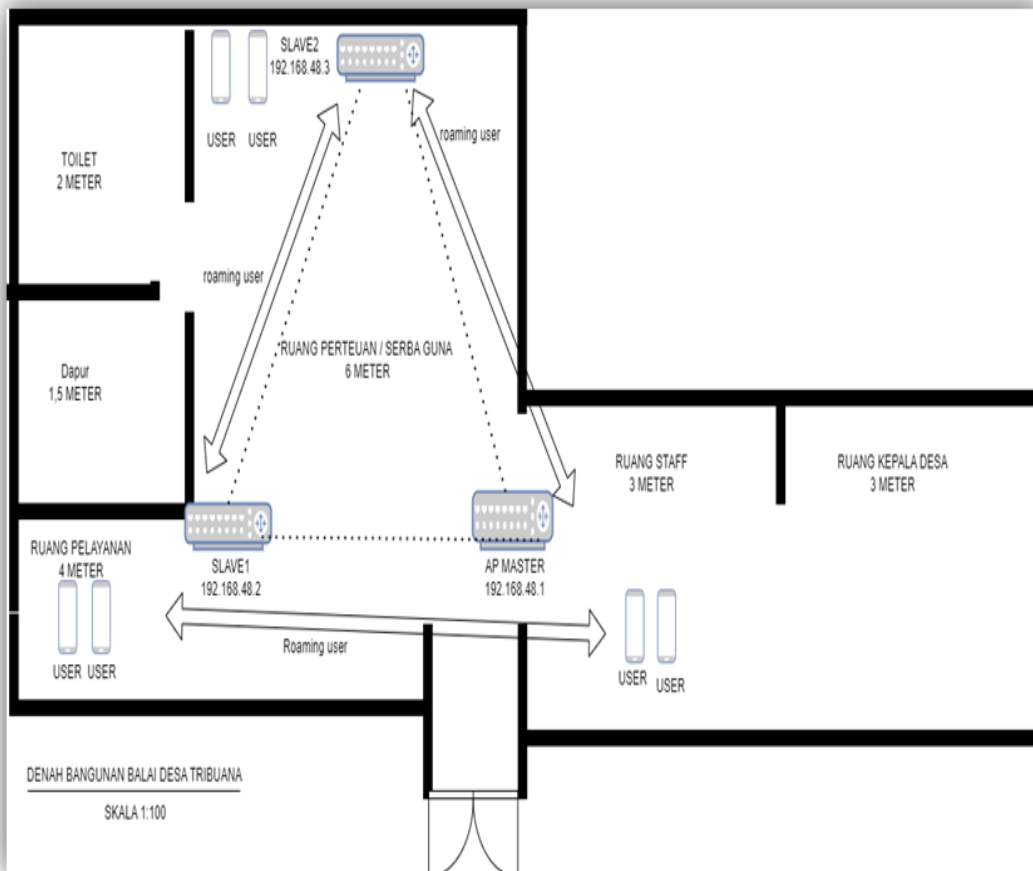 SLAVE2
192.168.48.3
USER
USER
roaming user
TOILET
2 METER
roaming user
RUANG PERTEUAN / SERBA GUNA
6 METER
Dapur
1,5 METER
RUANG STAFF
3 METER
RUANG KEPALA DESA
3 METER
RUANG PELAYANAN
4 METER
SLAVE1
192.168.48.2
AP MASTER
192.168.48.1
Roaming user
USER
USER
USER
USER
DENAH BANGUNAN BALAI DESA TRIBUANA
SKALA 1:100